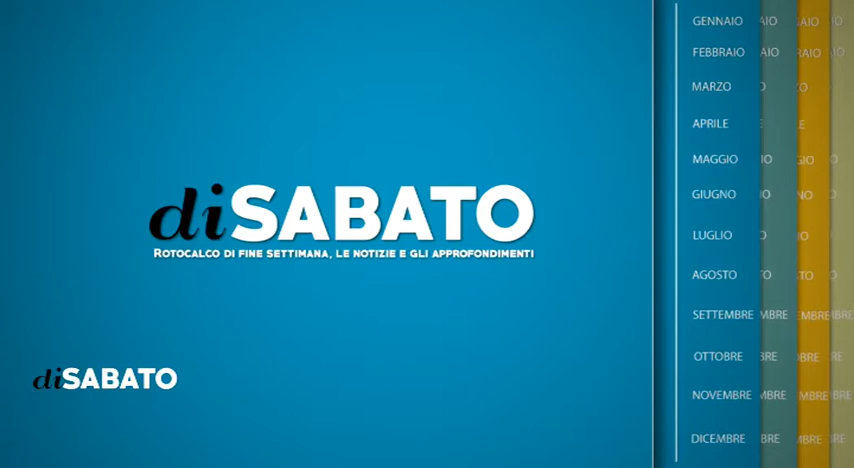 diSABATO
ROTOCALCO DI FINE SETTIMANA, LE NOTIZIE E GLI APPROFONDIMENTI
diSABATO
GENNAIO
FEBBRAIO
MARZO
APRILE
MAGGIO
GIUGNO
LUGLIO
AGOSTO
SETTEMBRE
OTTOBRE
NOVEMBRE
DICEMBRE